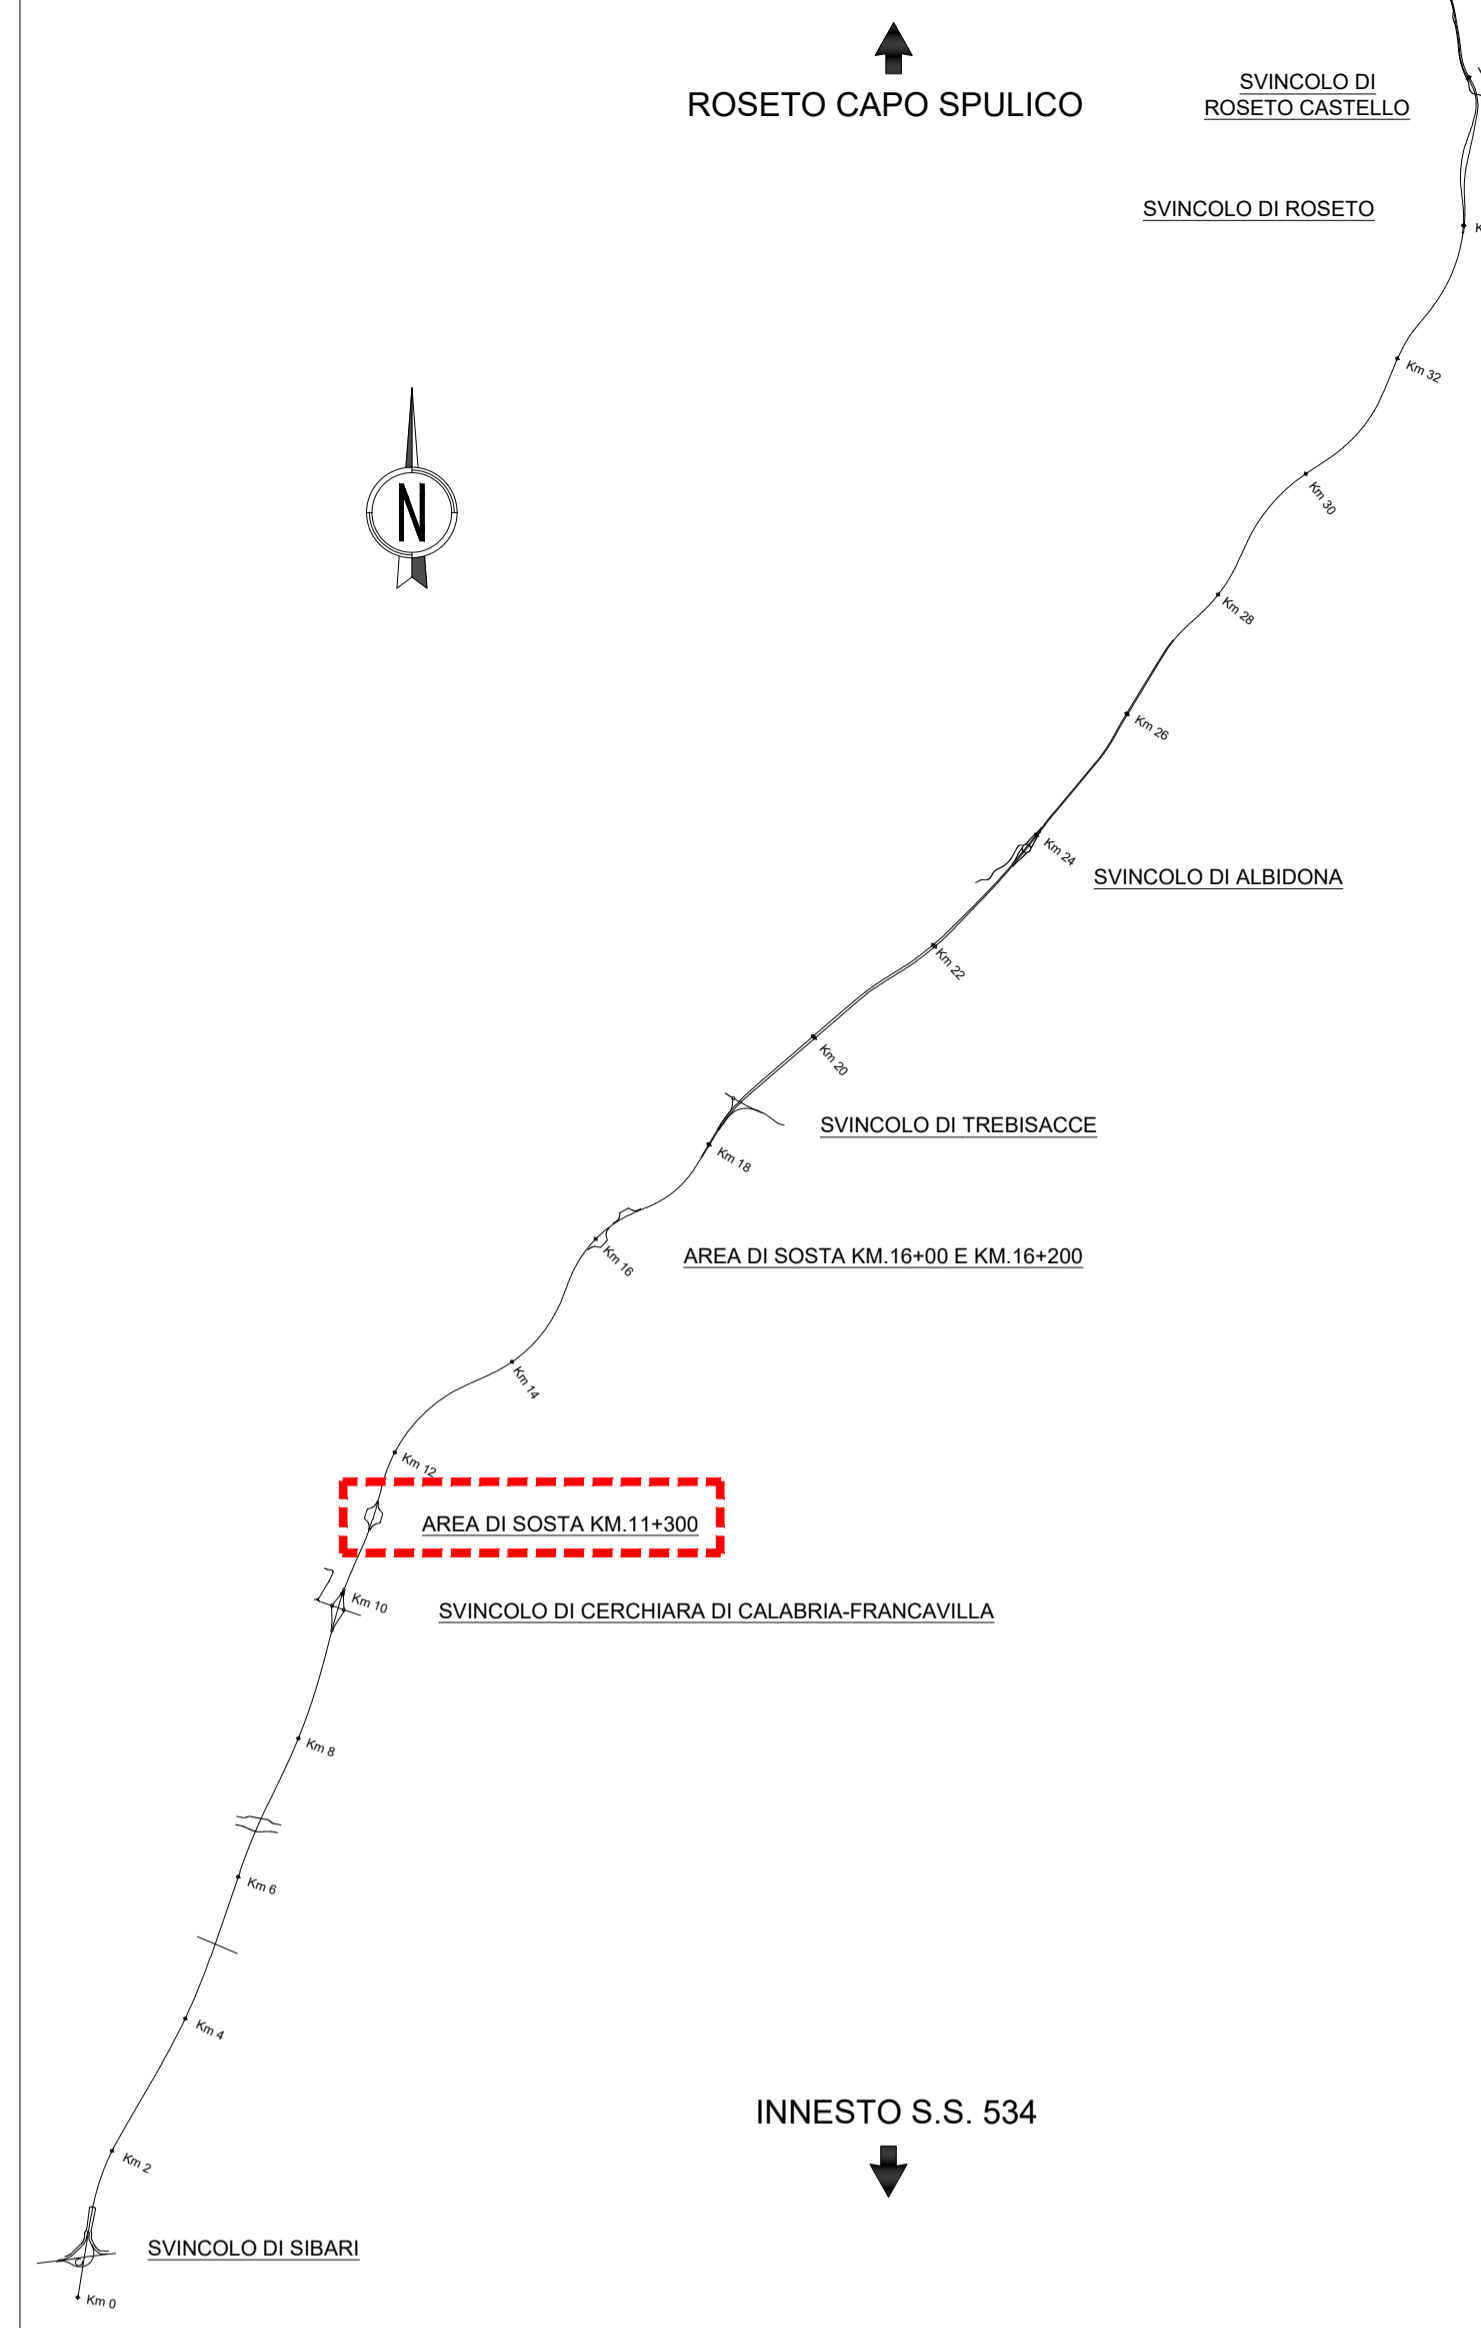 SVINCOLO DI
ROSETO CASTELLO
ROSETO CAPO SPULICO
SVINCOLO DI ROSETO
Km 32
Km 30
N
Km 28
Km 26
Km 24
SVINCOLO DI ALBIDONA
Km 22
Km 20
SVINCOLO DI TREBISACCE
Km 18
AREA DI SOSTA KM.16+00 E KM.16+200
Km 16
Km 14
Km 12
AREA DI SOSTA KM.11+300
Km 10
SVINCOLO DI CERCHIARA DI CALABRIA-FRANCAVILLA
Km 8
Km 6
Km 4
INNESTO S.S. 534
Km 2
SVINCOLO DI SIBARI
Km 0